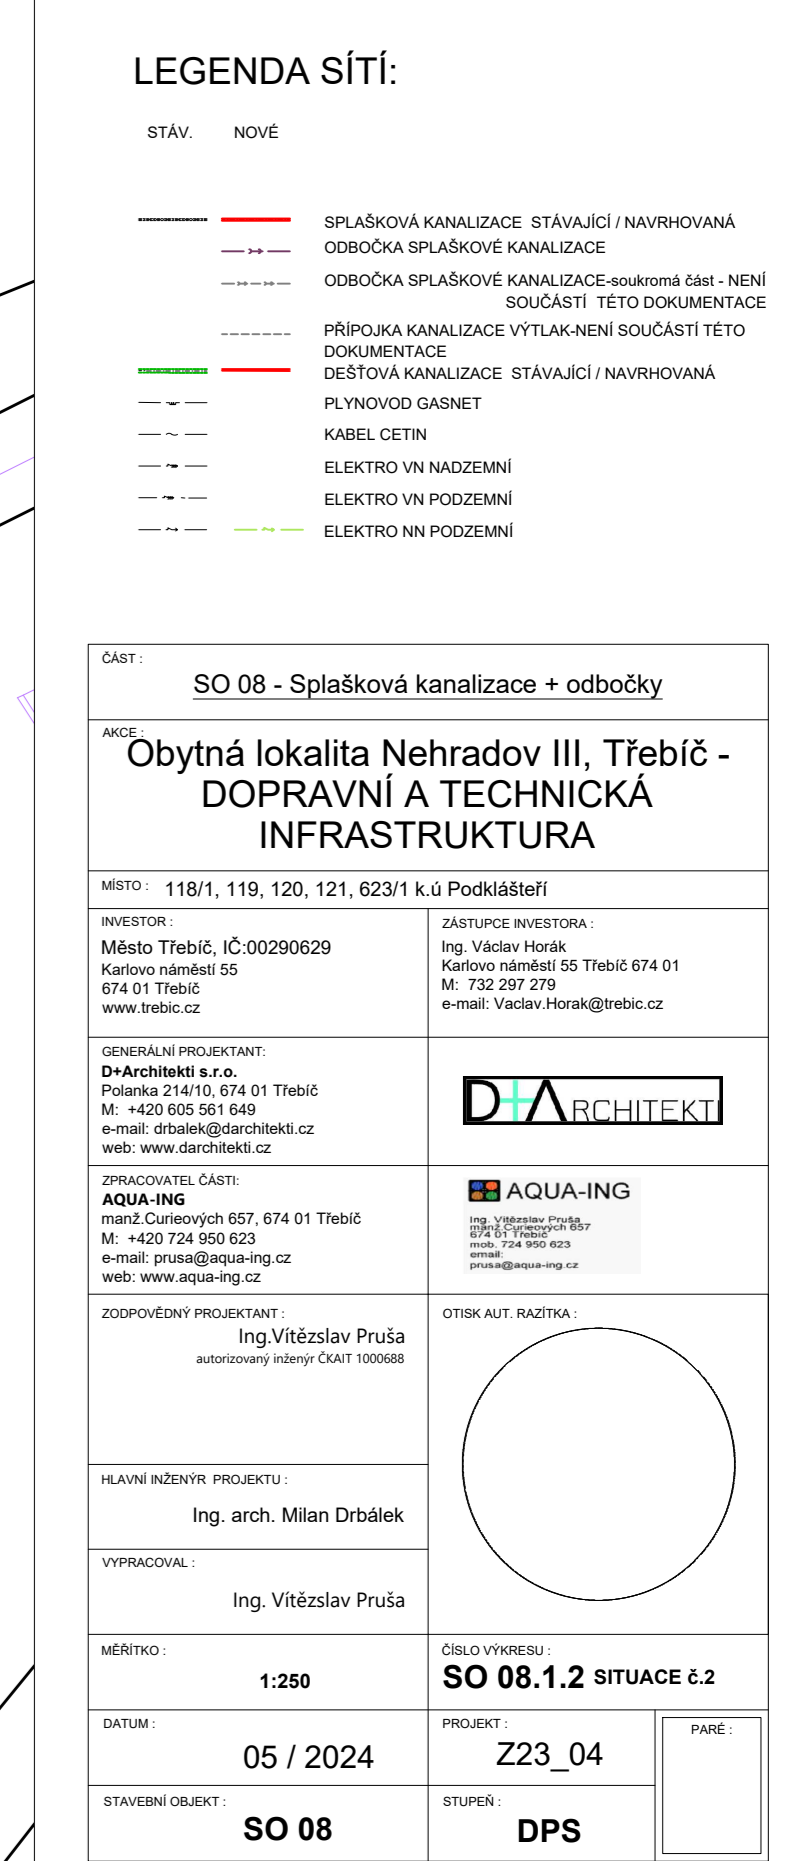 LEGENDA SÍTÍ:
STÁV. NOVÉ
SPLAŠKOVÁ KANALIZACE STÁVAJÍCÍ / NAVRHOVANÁ
ODBOČKA SPLAŠKOVÉ KANALIZACE
ODBOČKA SPLAŠKOVÉ KANALIZACE-soukromá část - NENÍ
SOUČÁSTÍ TÉTO DOKUMENTACE
PŘÍPOJKA KANALIZACE VÝTLAK-NENÍ SOUČÁSTÍ TÉTO
DOKUMENTACE
DEŠŤOVÁ KANALIZACE STÁVAJÍCÍ / NAVRHOVANÁ
PLYNOVOD GASNET
KABEL CETIN
ELEKTRO VN NADZEMNÍ
ELEKTRO VN PODZEMNÍ
ELEKTRO NN PODZEMNÍ
ČÁST :
SO 08 - Splašková kanalizace + odbočky
AKCE :
Obytná lokalita Nehradov III, Třebíč -
DOPRAVNÍ A TECHNICKÁ
INFRASTRUKTURA
MÍSTO : 118/1, 119, 120, 121, 623/1 k.ú Podklášteří
INVESTOR :
Město Třebíč, IČ:00290629
Karlovo náměstí 55
674 01 Třebíč
www.trebic.cz
ZÁSTUPCE INVESTORA :
Ing. Václav Horák
Karlovo náměstí 55 Třebíč 674 01
M: 732 297 279
e-mail: Vaclav.Horak@trebic.cz
GENERÁLNÍ PROJEKTANT:
D+Architekti s.r.o.
Polanka 214/10, 674 01 Třebíč
M: +420 605 561 649
e-mail: drbalek@darchitekti.cz
web: www.darchitekti.cz
D+ARCHITEKTI
ZPRACOVATEL ČÁSTI:
AQUA-ING
manž.Curieových 657, 674 01 Třebíč
M: +420 724 950 623
e-mail: prusa@aqua-ing.cz
web: www.aqua-ing.cz
AQUA-ING
Ing. Vítězslav Pruša
manž.Curieových 657
674 01 Třebíč
mob. 724 950 623
email:
prusa@aqua-ing.cz
ZODPOVĚDNÝ PROJEKTANT :
Ing.Vítězslav Pruša
autorizovaný inženýr ČKAIT 1000688
OTISK AUT. RAZÍTKA :
HLAVNÍ INŽENÝR PROJEKTU :
Ing. arch. Milan Drbálek
VYPRACOVAL :
Ing. Vítězslav Pruša
MĚŘÍTKO :
1:250
ČÍSLO VÝKRESU :
SO 08.1.2 SITUACE č.2
DATUM :
05 / 2024
PROJEKT :
Z23_04
PARÉ :
STAVEBNÍ OBJEKT :
SO 08
STUPEŇ :
DPS